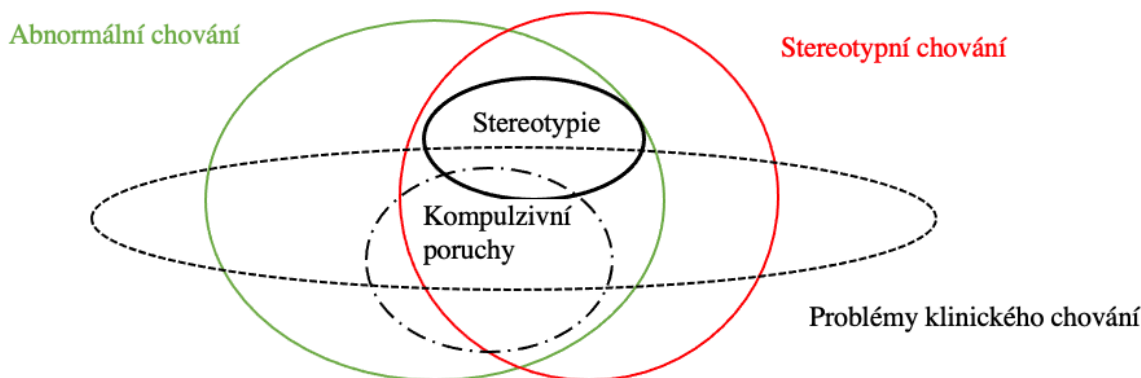 Abnormální chování
Stereotypní chování
Stereotypie
Kompulzivní
poruchy
Problémy klinického chování